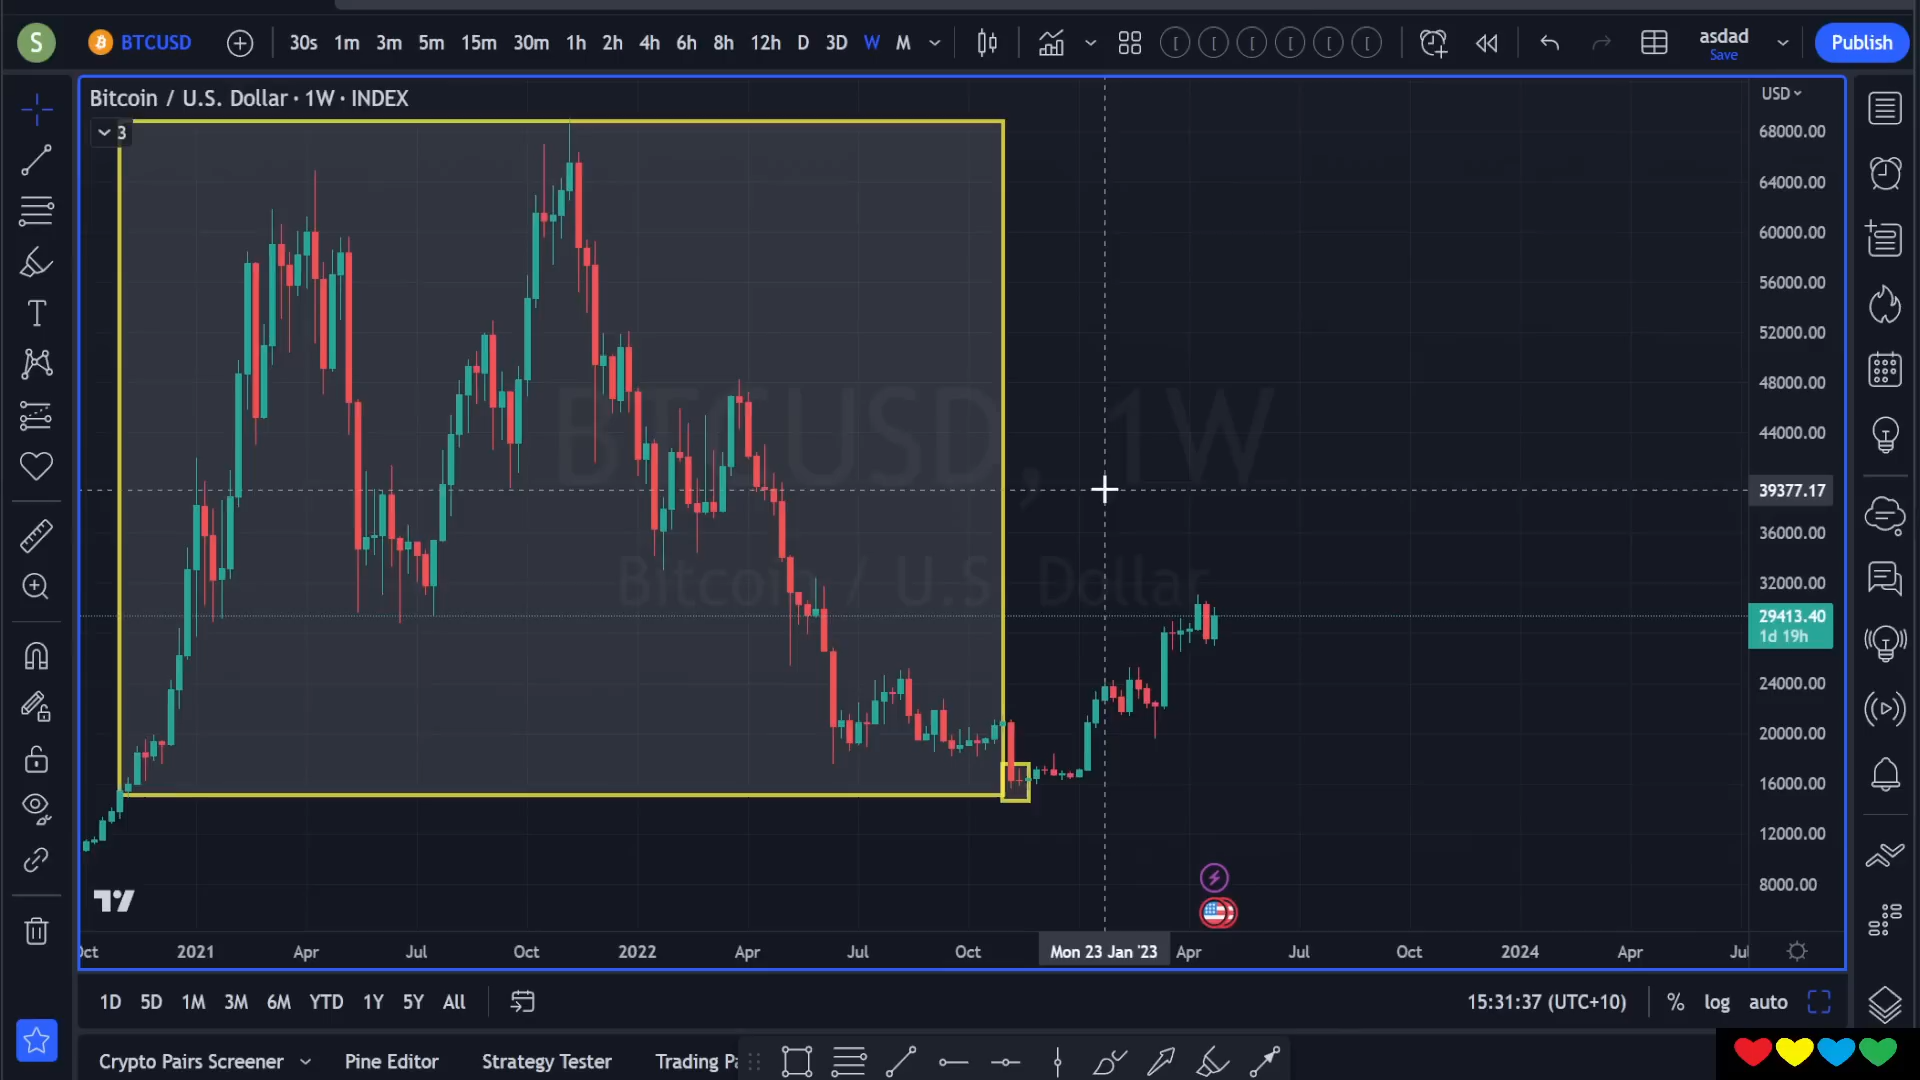 S
BTCUSD
30s 1m 3m 5m 15m 30m 1h 2h 4h 6h 8h 12h D 3D W M
asdad
Save
Publish
Bitcoin / U.S. Dollar · 1W · INDEX
3
USD
68000.00
64000.00
60000.00
56000.00
52000.00
48000.00
44000.00
39377.17
36000.00
32000.00
29413.40
1d 19h
24000.00
20000.00
16000.00
12000.00
8000.00
BTCUSD, 1W
Bitcoin / U.S. Dollar
2021 Apr Jul Oct 2022 Apr Jul Oct Mon 23 Jan '23 Apr Jul Oct 2024 Apr
1D 5D 1M 3M 6M YTD 1Y 5Y All
15:31:37 (UTC+10) % log auto
Crypto Pairs Screener Pine Editor Strategy Tester Trading